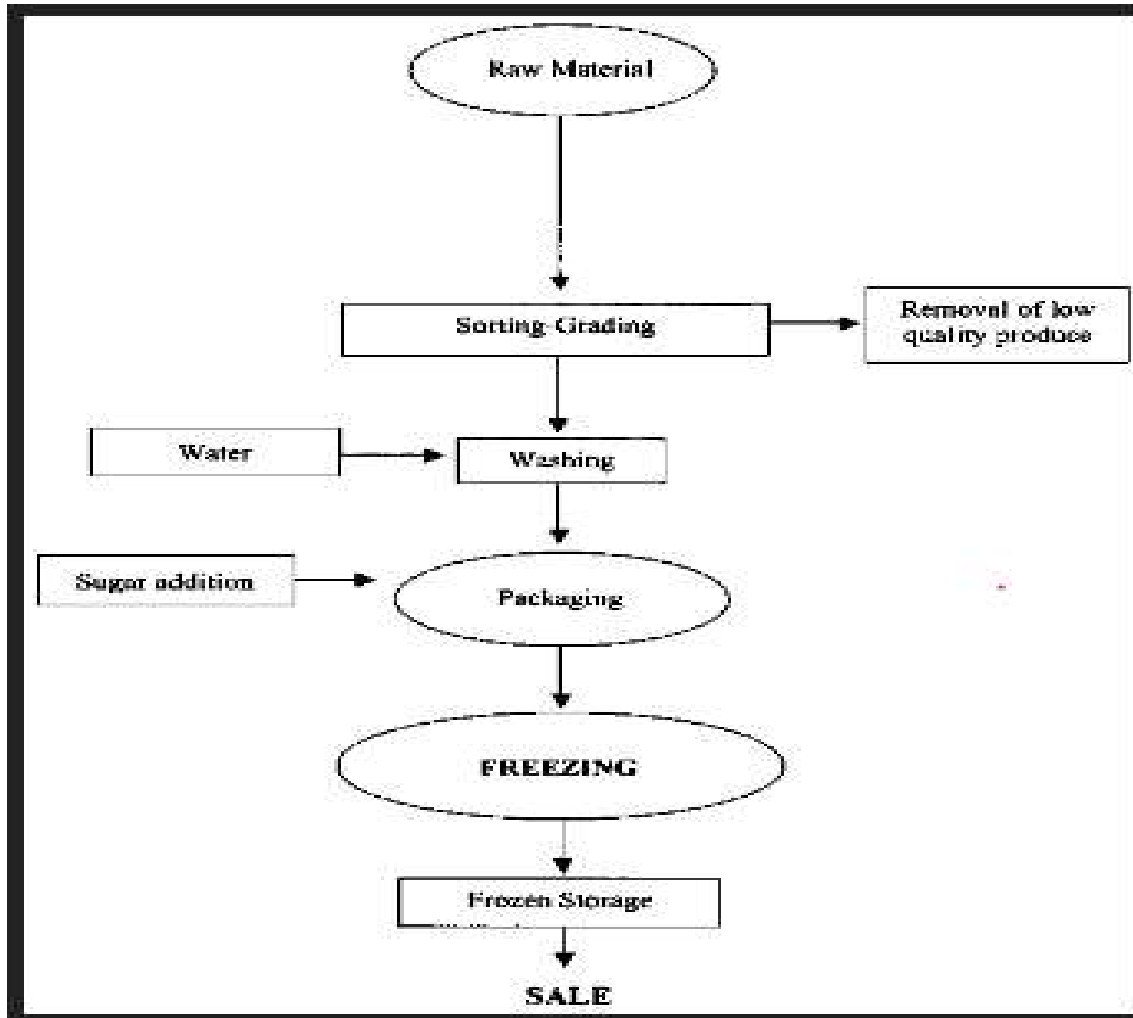 Raw Material
Sorting-Grading
Removal of low
quality produce
Water
Washing
Sugar addition
Packaging
FREEZING
Frozen Storage
SALE